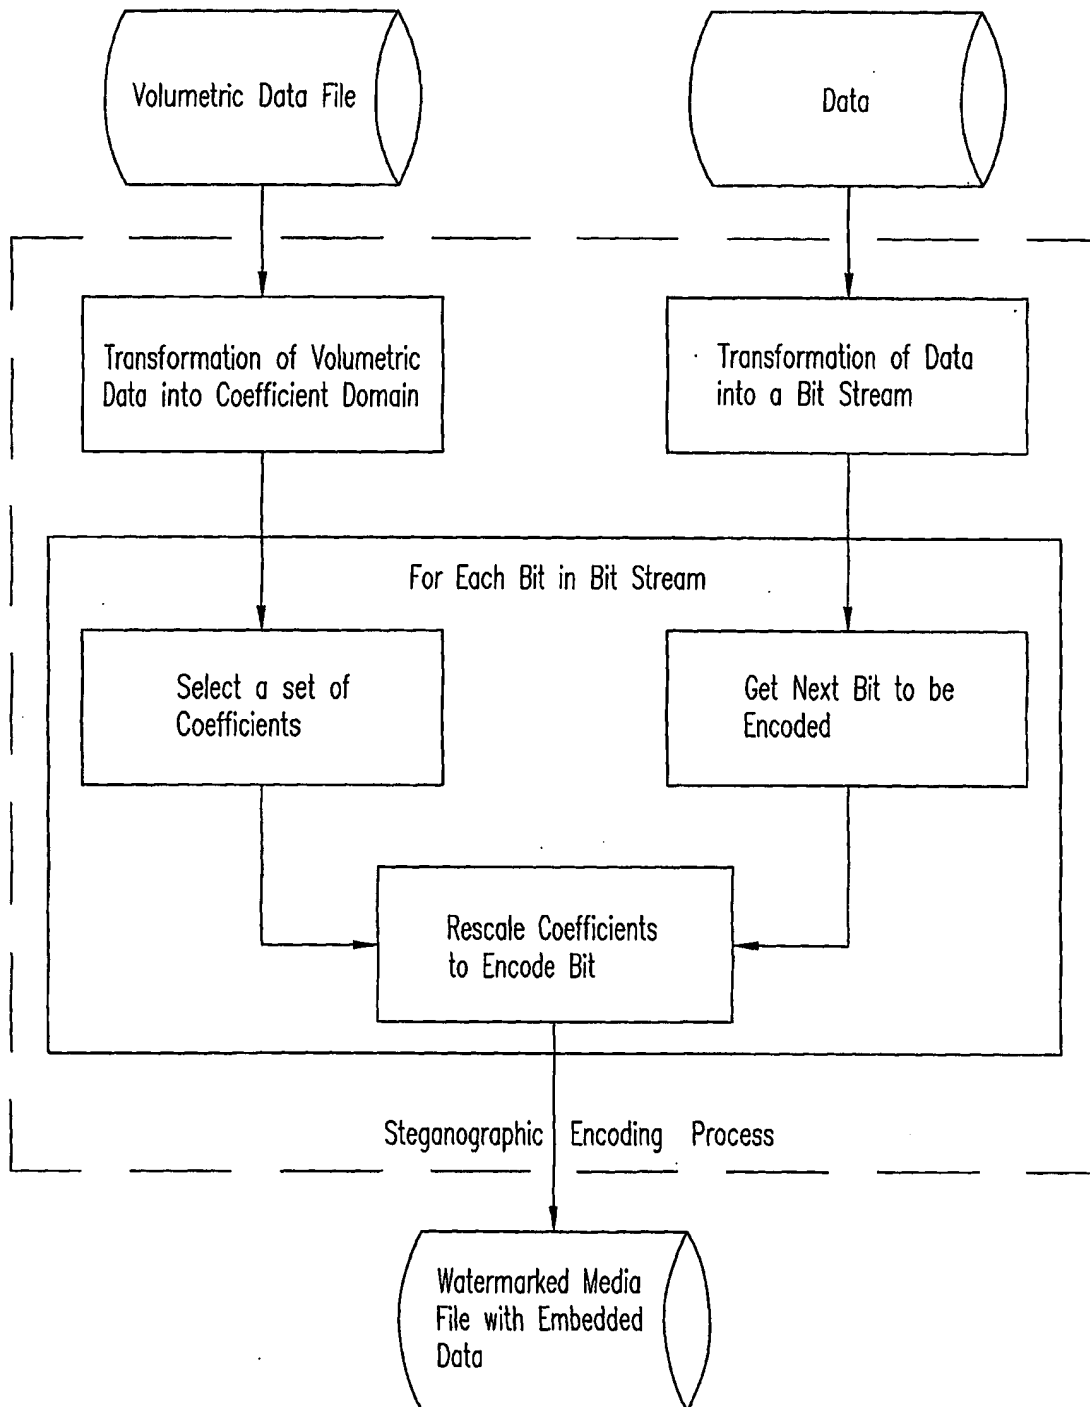 Volumetric Data File
Data
Transformation of Volumetric
Data into Coefficient Domain
Transformation of Data
into a Bit Stream
For Each Bit in Bit Stream
Select a set of
Coefficients
Get Next Bit to be
Encoded
Rescale Coefficients
to Encode Bit
Steganographic Encoding Process
Watermarked Media
File with Embedded
Data